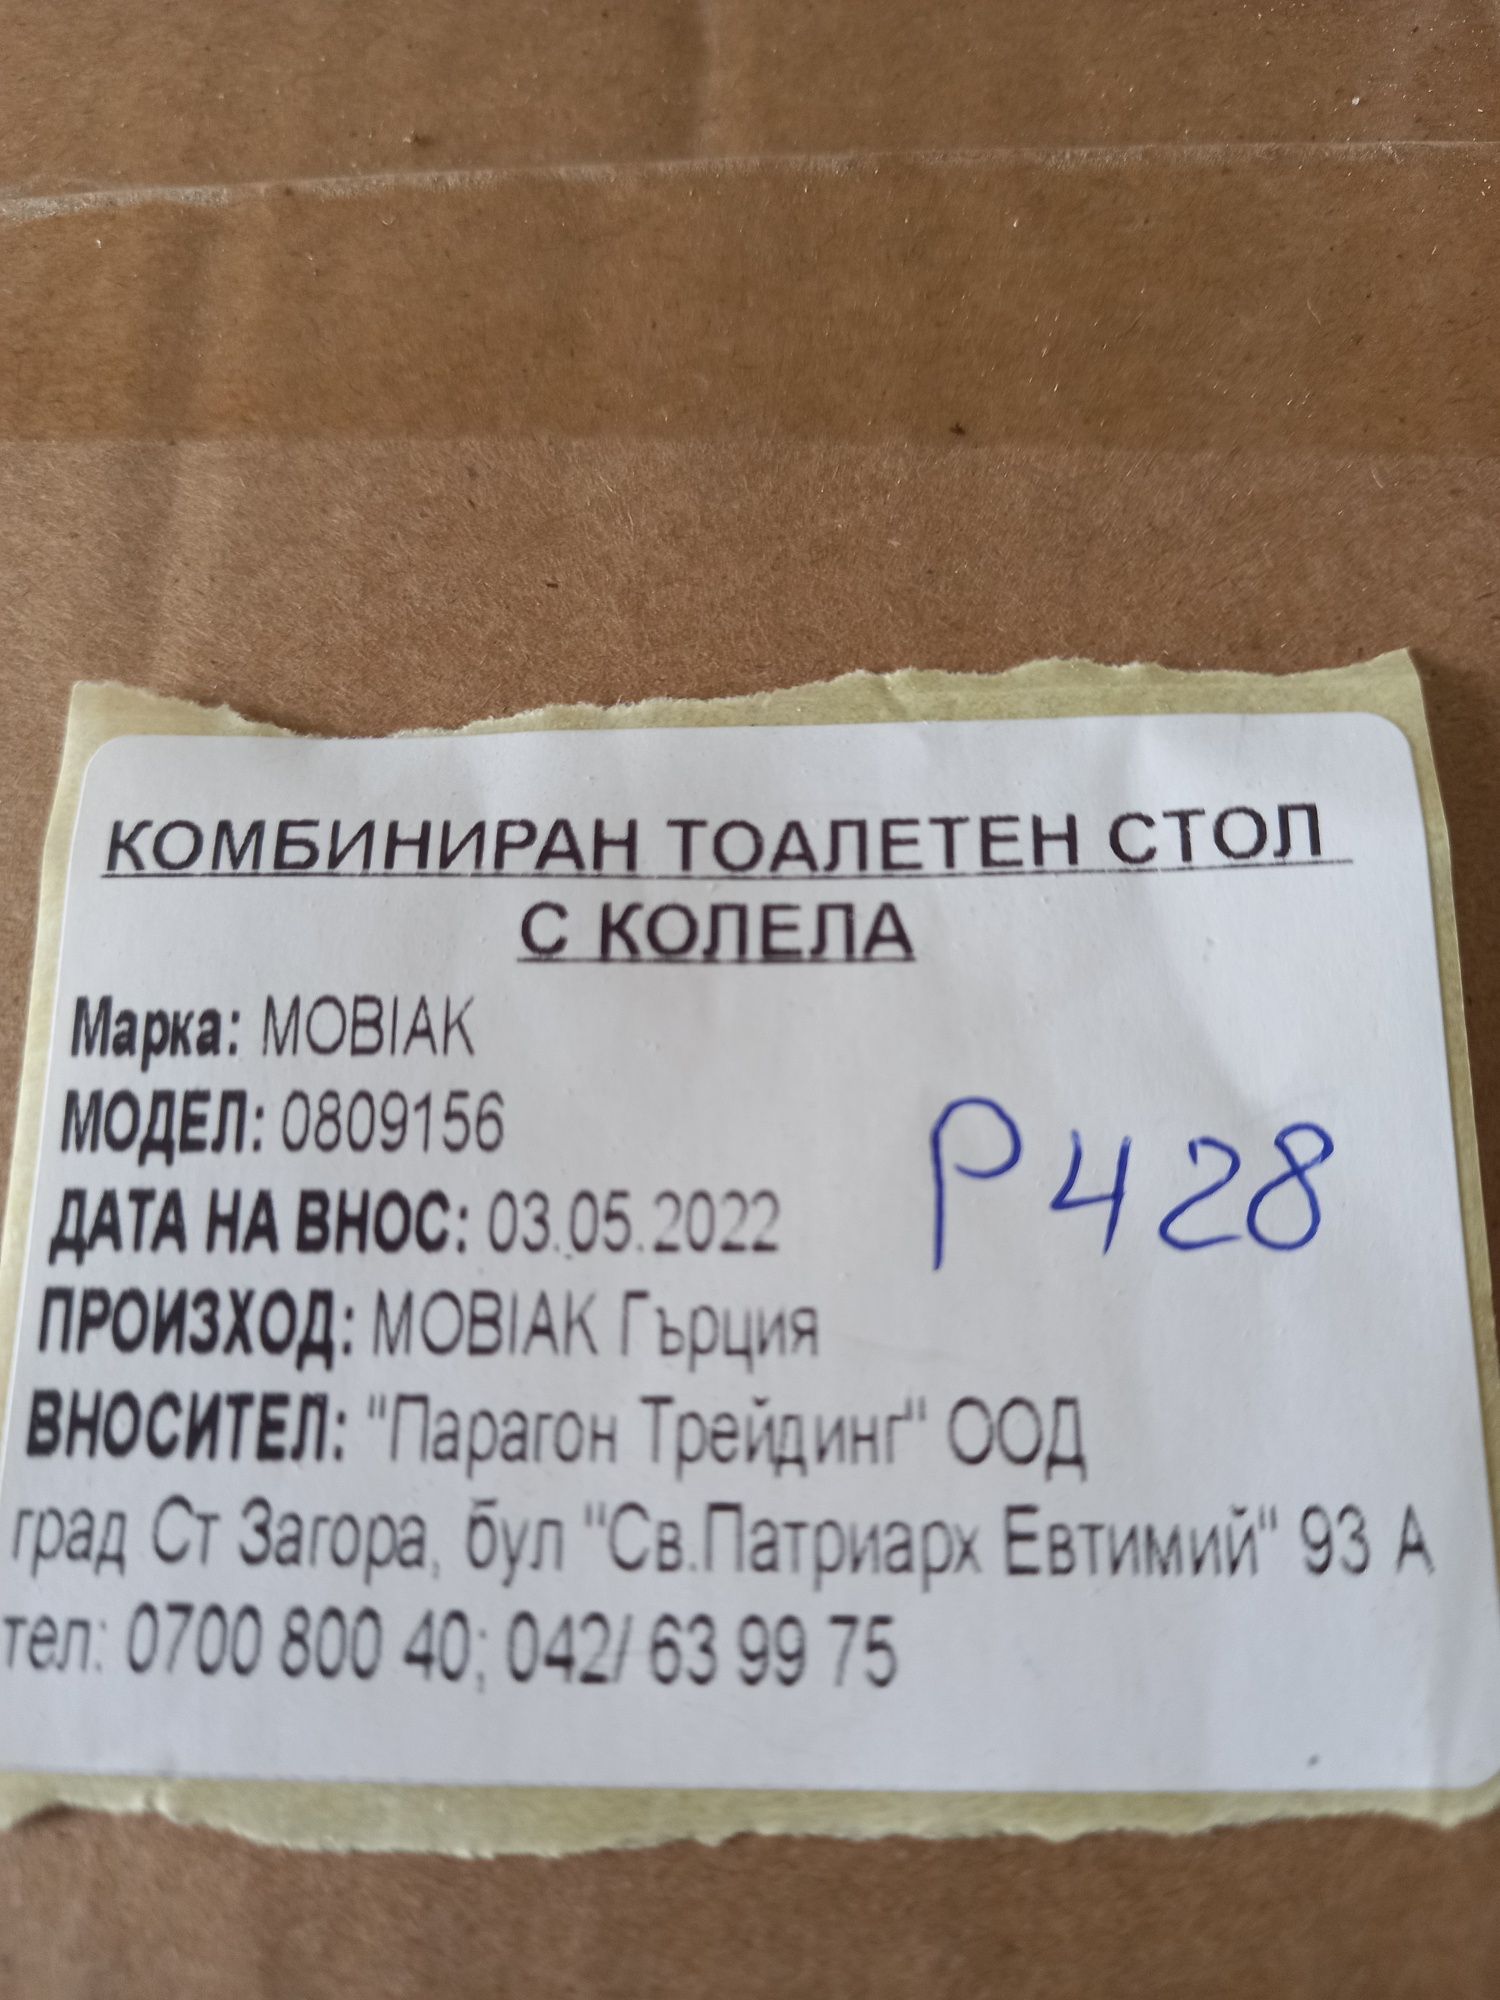 КОМБИНИРАН ТОАЛЕТЕН СТОЛ
С КОЛЕЛА
Марка: MOBIAK
МОДЕЛ: 0809156
ДАТА НА ВНОС: 03.05.2022
P428
ПРОИЗХОД: MOBIAK Гърция
ВНОСИТЕЛ: "Парагон Трейдинг" ООД
град Ст Загора, бул "Св.Патриарх Евтимий" 93 А
тел: 0700 800 40; 042/ 63 99 75